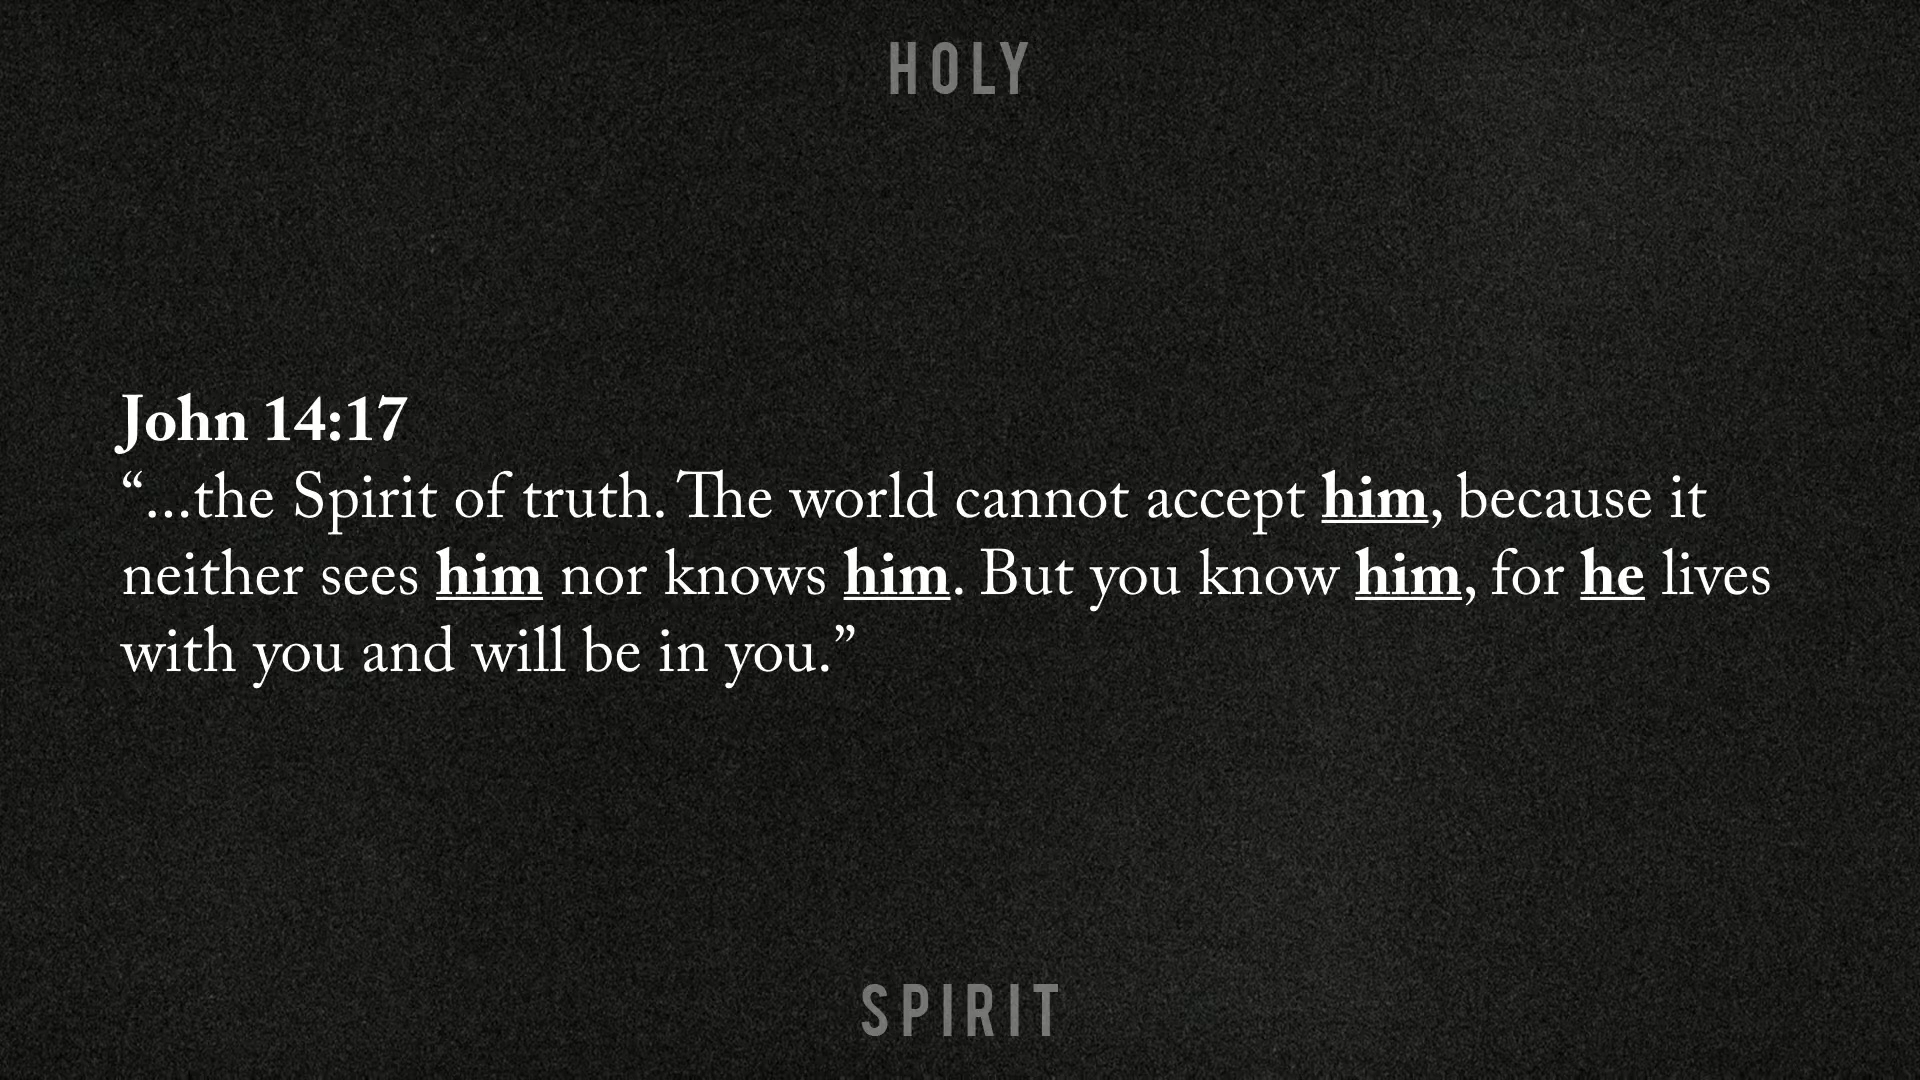 HOLY
John 14:17
“...the Spirit of truth. The world cannot accept him, because it
neither sees him nor knows him. But you know him, for he lives
with you and will be in you.”
SPIRIT